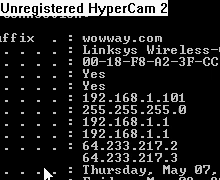 Unregistered HyperCam 2
uffix . . : wowway.com
. . . . . : Linksys Wireless-
. . . . . : 00-18-F8-A2-3F-CC
. . . . . : Yes
. . . . . : Yes
. . . . . : 192.168.1.101
. . . . . : 255.255.255.0
. . . . . : 192.168.1.1
. . . . . : 192.168.1.1
. . . . . : 64.233.217.2
64.233.217.3
. . . . : Thursday, May 07,